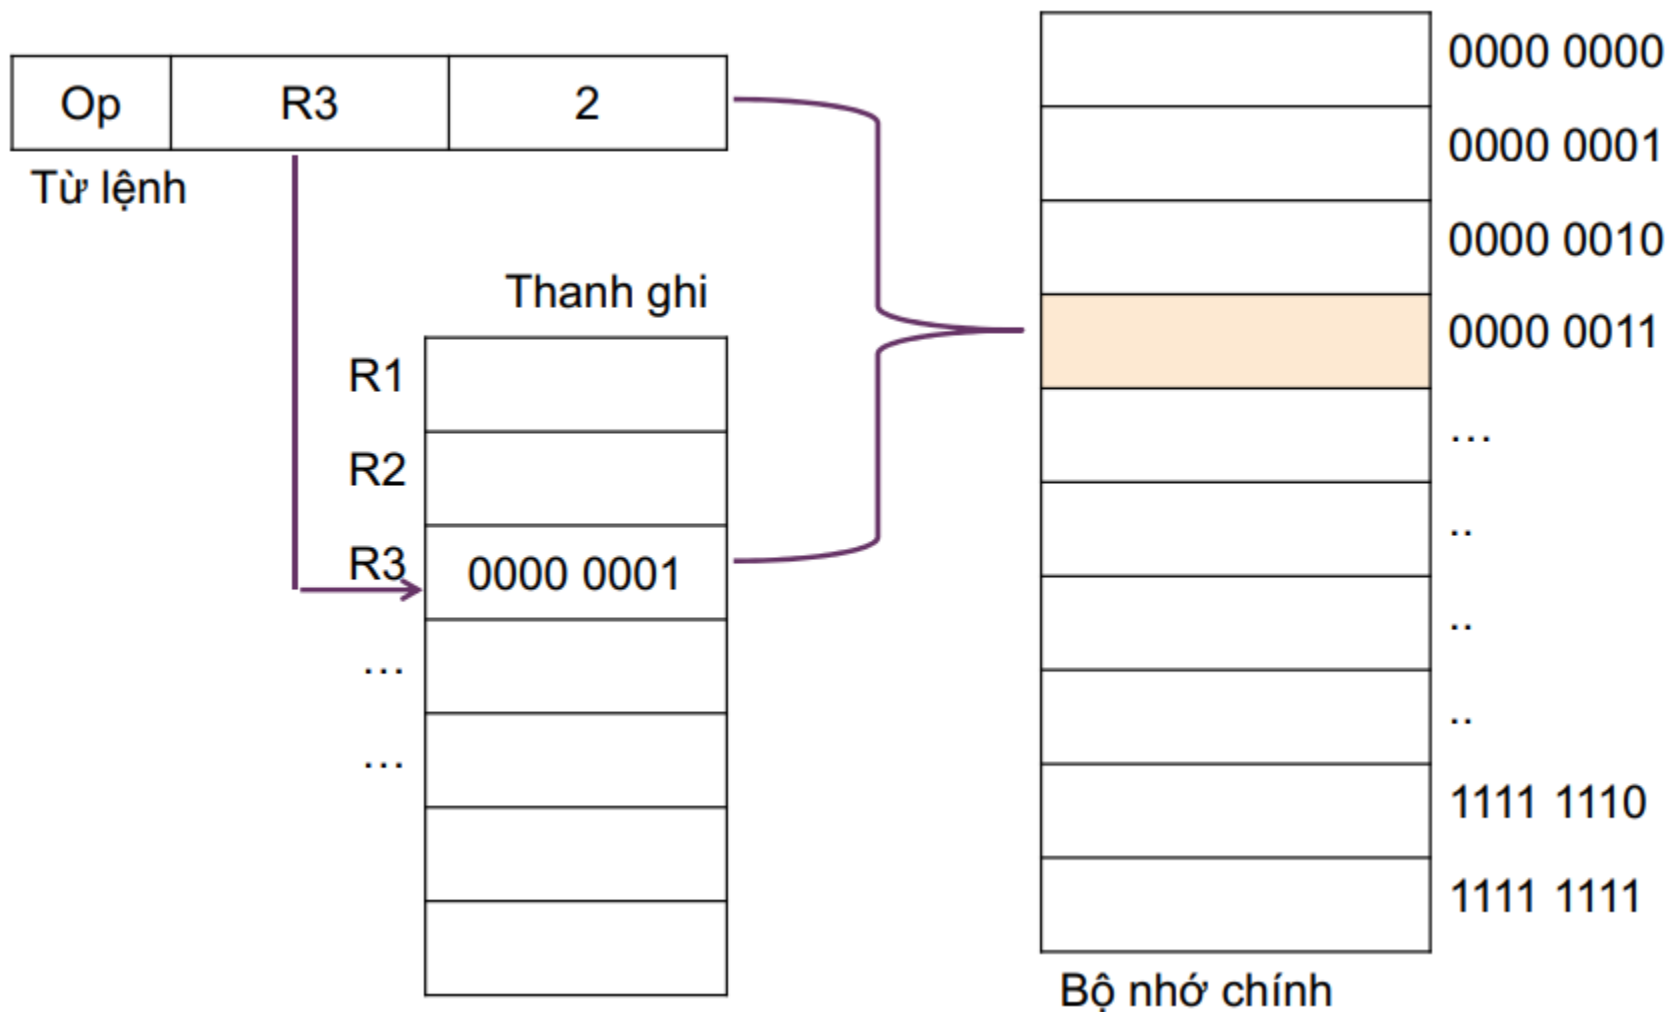 Op R3 2
Từ lệnh
Thanh ghi
R1
R2
R3 0000 0001
...
...
0000 0000
0000 0001
0000 0010
0000 0011
...
..
..
..
1111 1110
1111 1111
Bộ nhớ chính